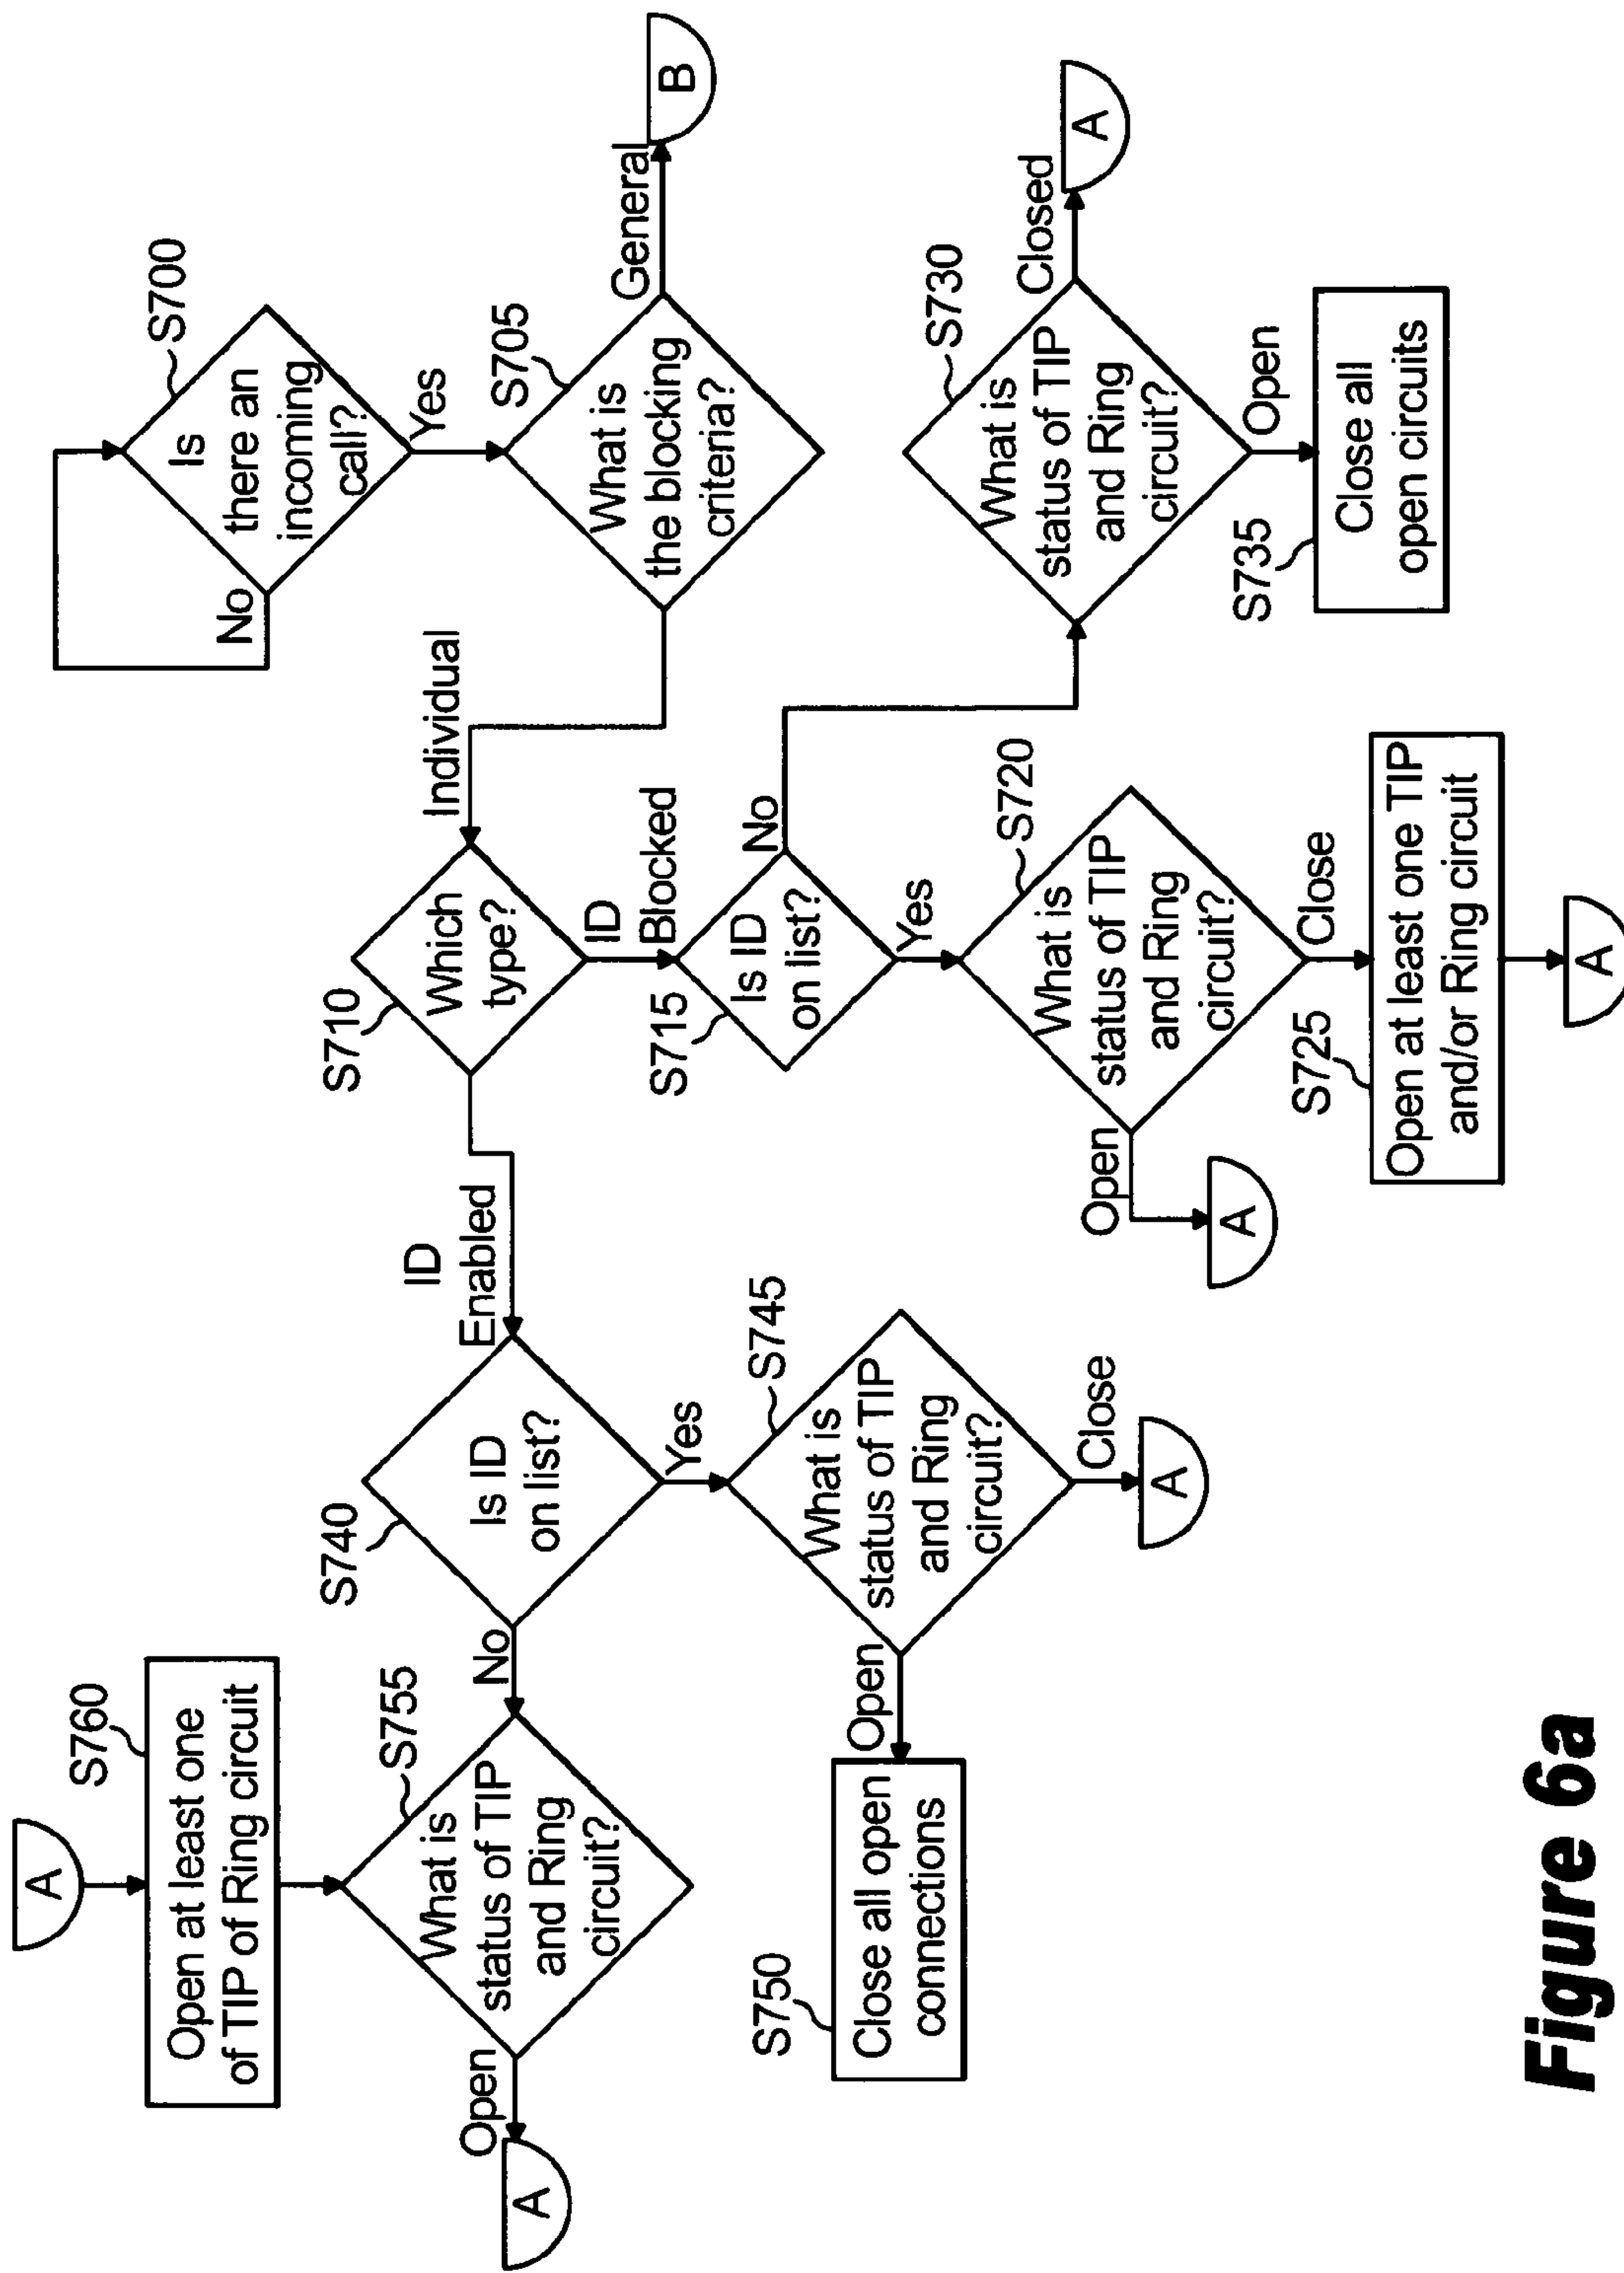 S700
Is
there an
incoming
call?
No
Yes
S705
What is
the blocking
criteria?
General
B
Individual
S710
Which
type?
ID
Blocked
ID
Enabled
S715
Is ID
on list?
No
Yes
S720
What is
status of TIP
and Ring
circuit?
Open
A
Close
S725
Open at least one TIP
and/or Ring circuit
A
S730
What is
status of TIP
and Ring
circuit?
Closed
A
Open
S735
Close all
open circuits
S740
Is ID
on list?
No
Yes
S745
What is
status of TIP
and Ring
circuit?
Close
A
Open
S750
Close all open
connections
S755
What is
status of TIP
and Ring
circuit?
Open
A
A
S760
Open at least one
of TIP of Ring circuit
Figure 6a